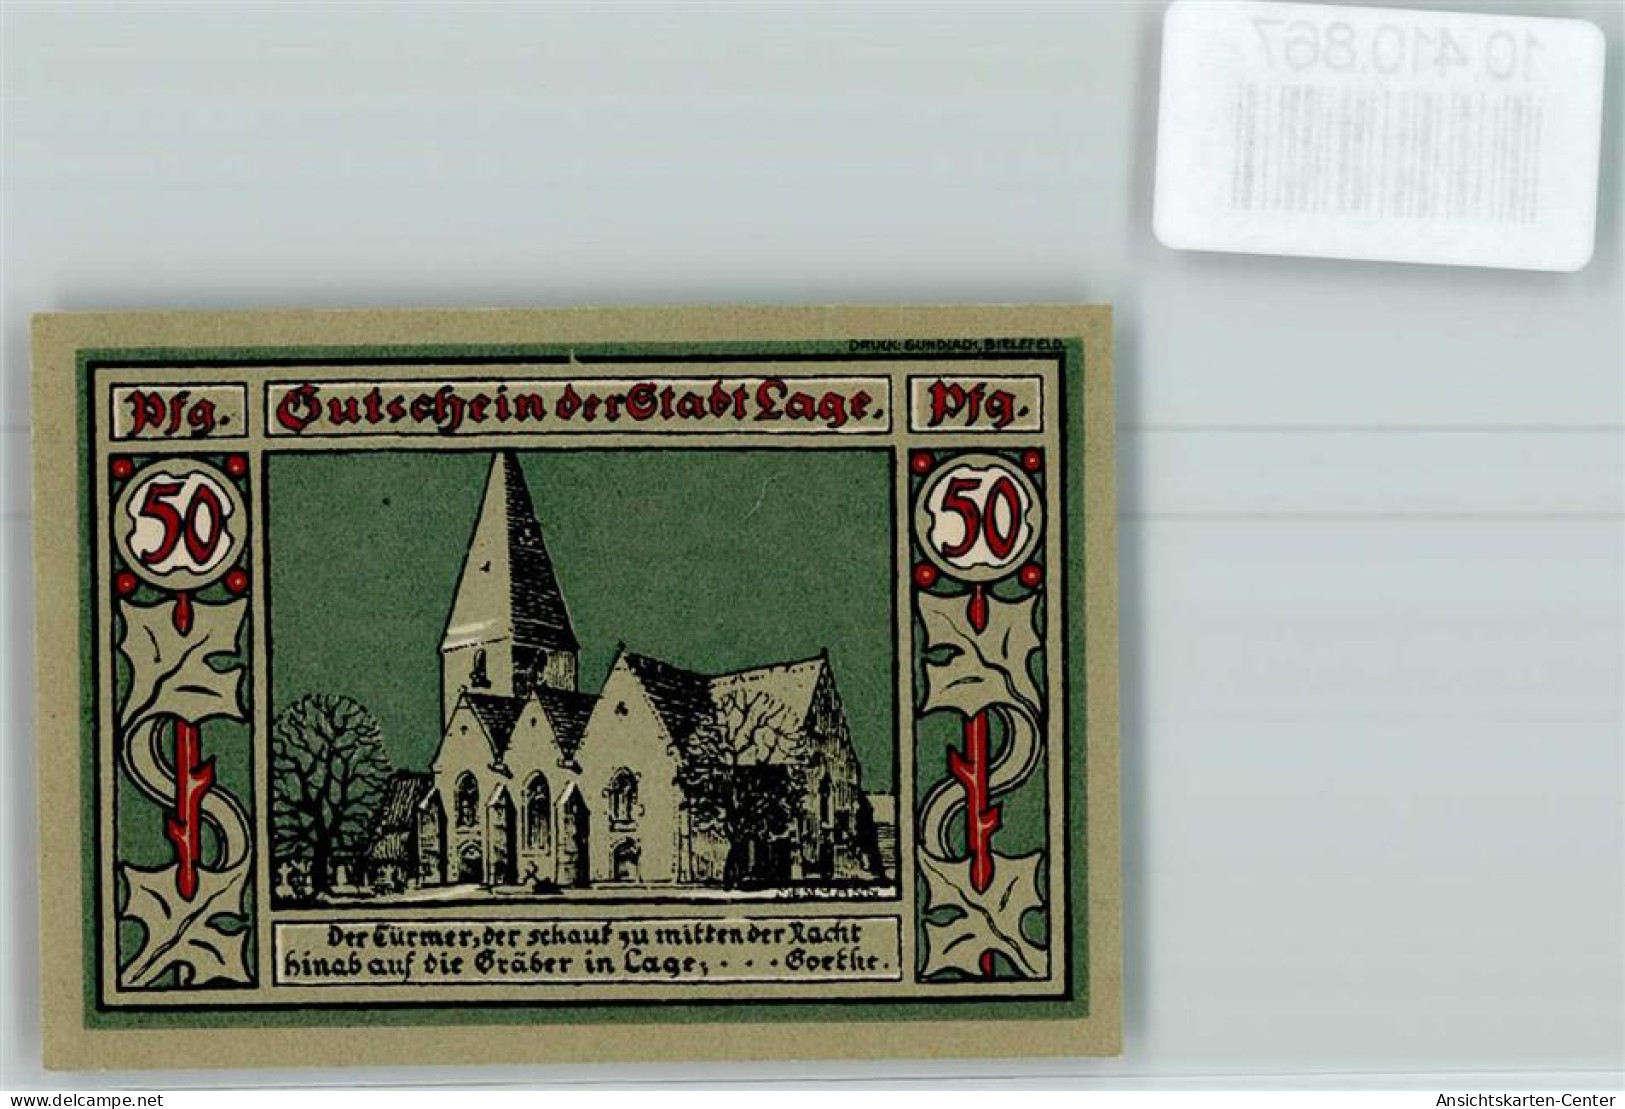 10.410.867
DRUCK: GUNDLACH, BIELEFELD.
Pfg. Gutschein der Stadt Lage. Pfg.
50 50
Der Türmer, der schaut zu mitten der Nacht
hinab auf die Gräber in Lage, . . . Goethe.
delcampe.net
Ansichtskarten-Center